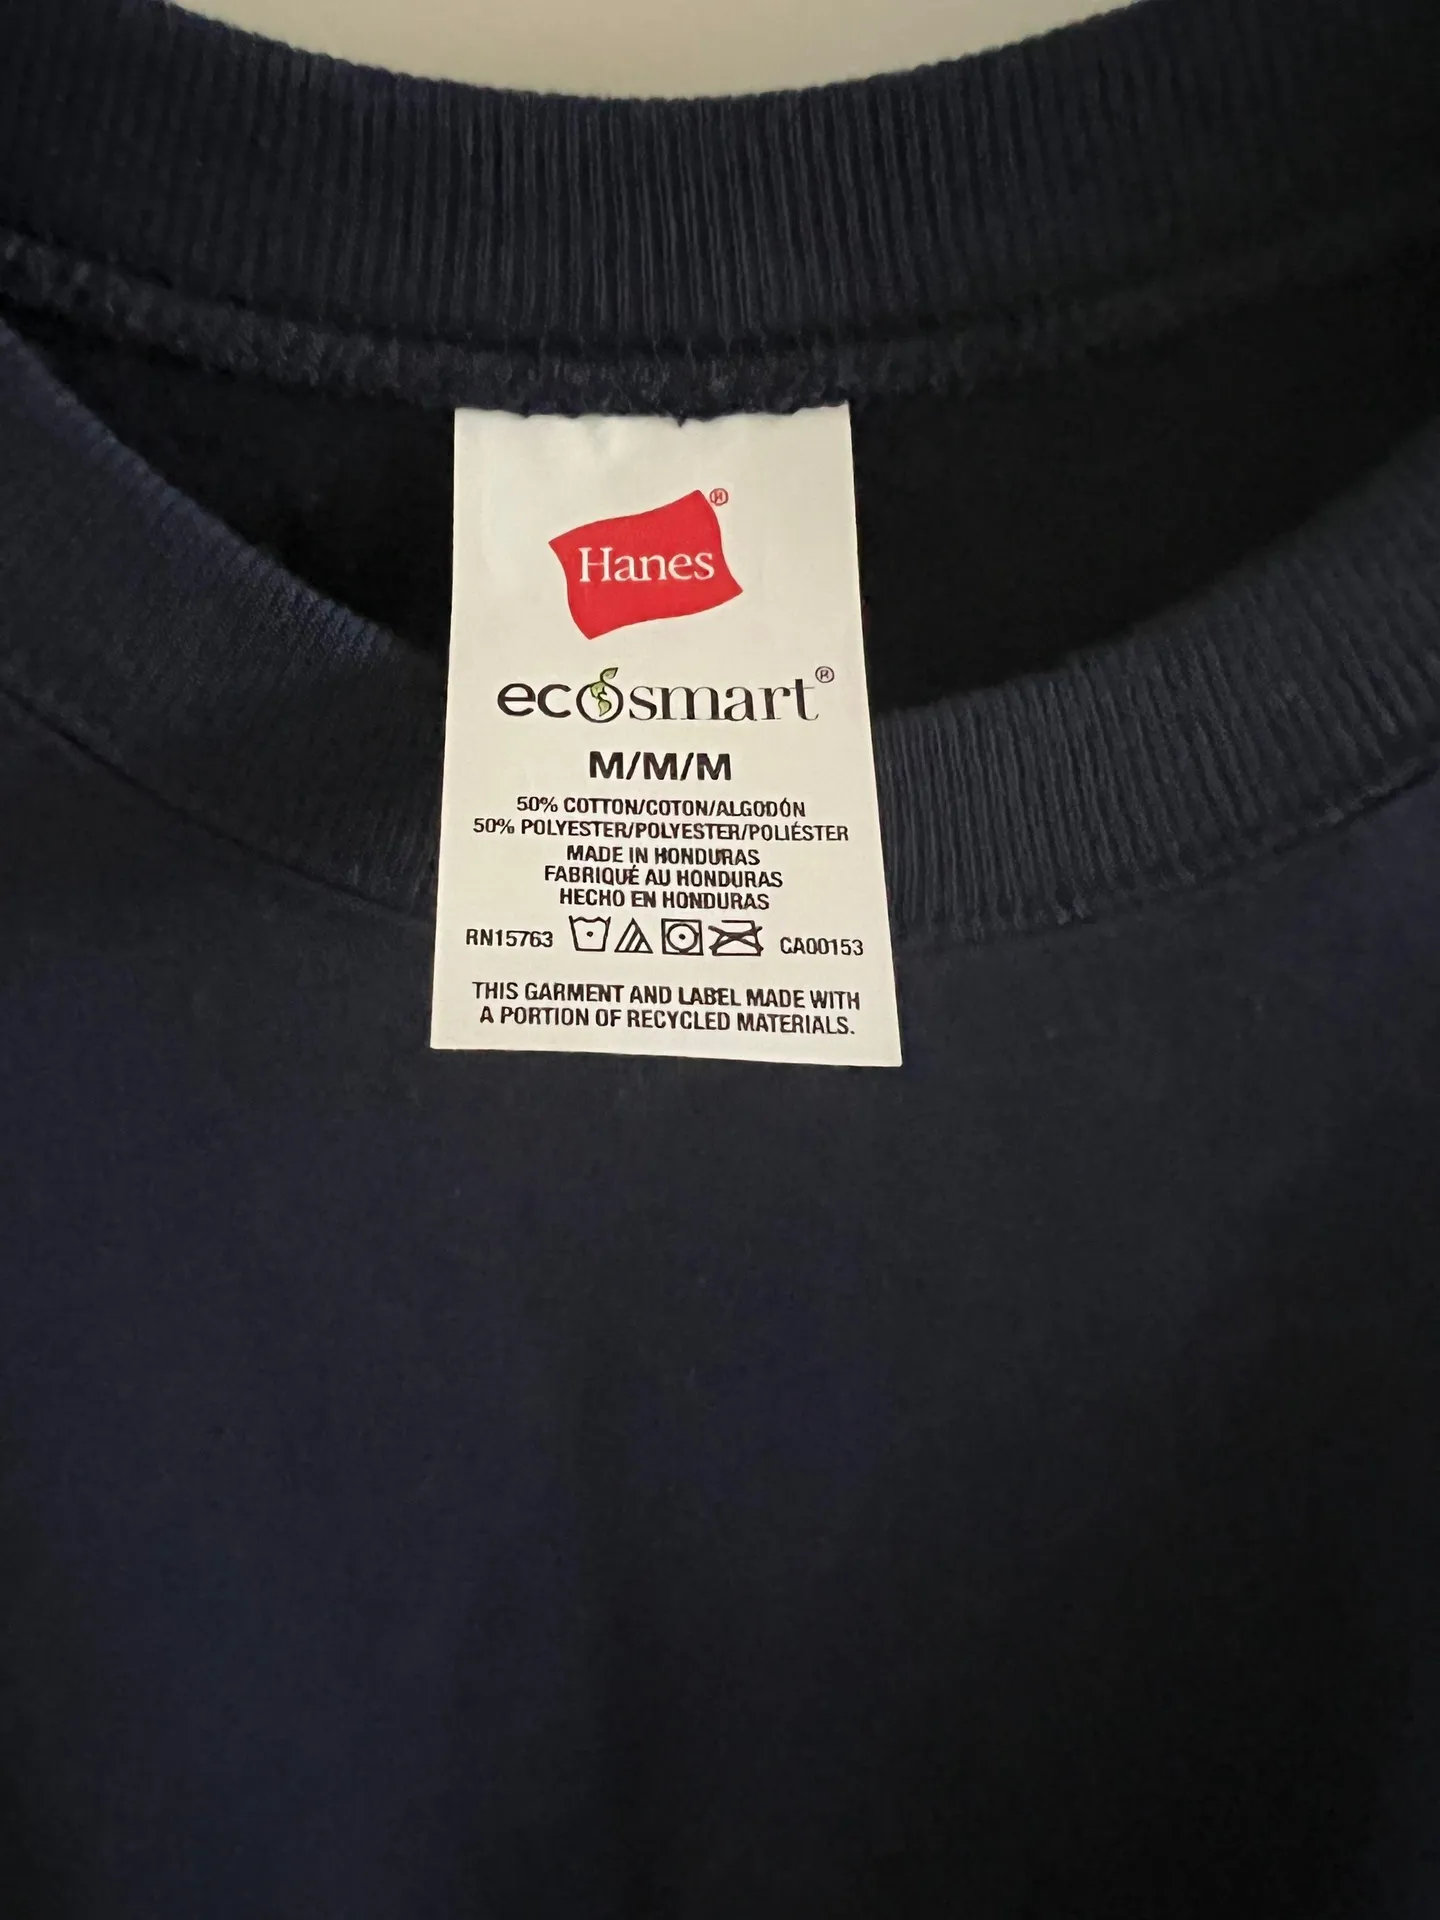 Hanes®
ecosmart®
M/M/M
50% COTTON/COTON/ALGODÓN
50% POLYESTER/POLYESTER/POLIÉSTER
MADE IN HONDURAS
FABRIQUÉ AU HONDURAS
HECHO EN HONDURAS
RN15763 CA00153
THIS GARMENT AND LABEL MADE WITH
A PORTION OF RECYCLED MATERIALS.